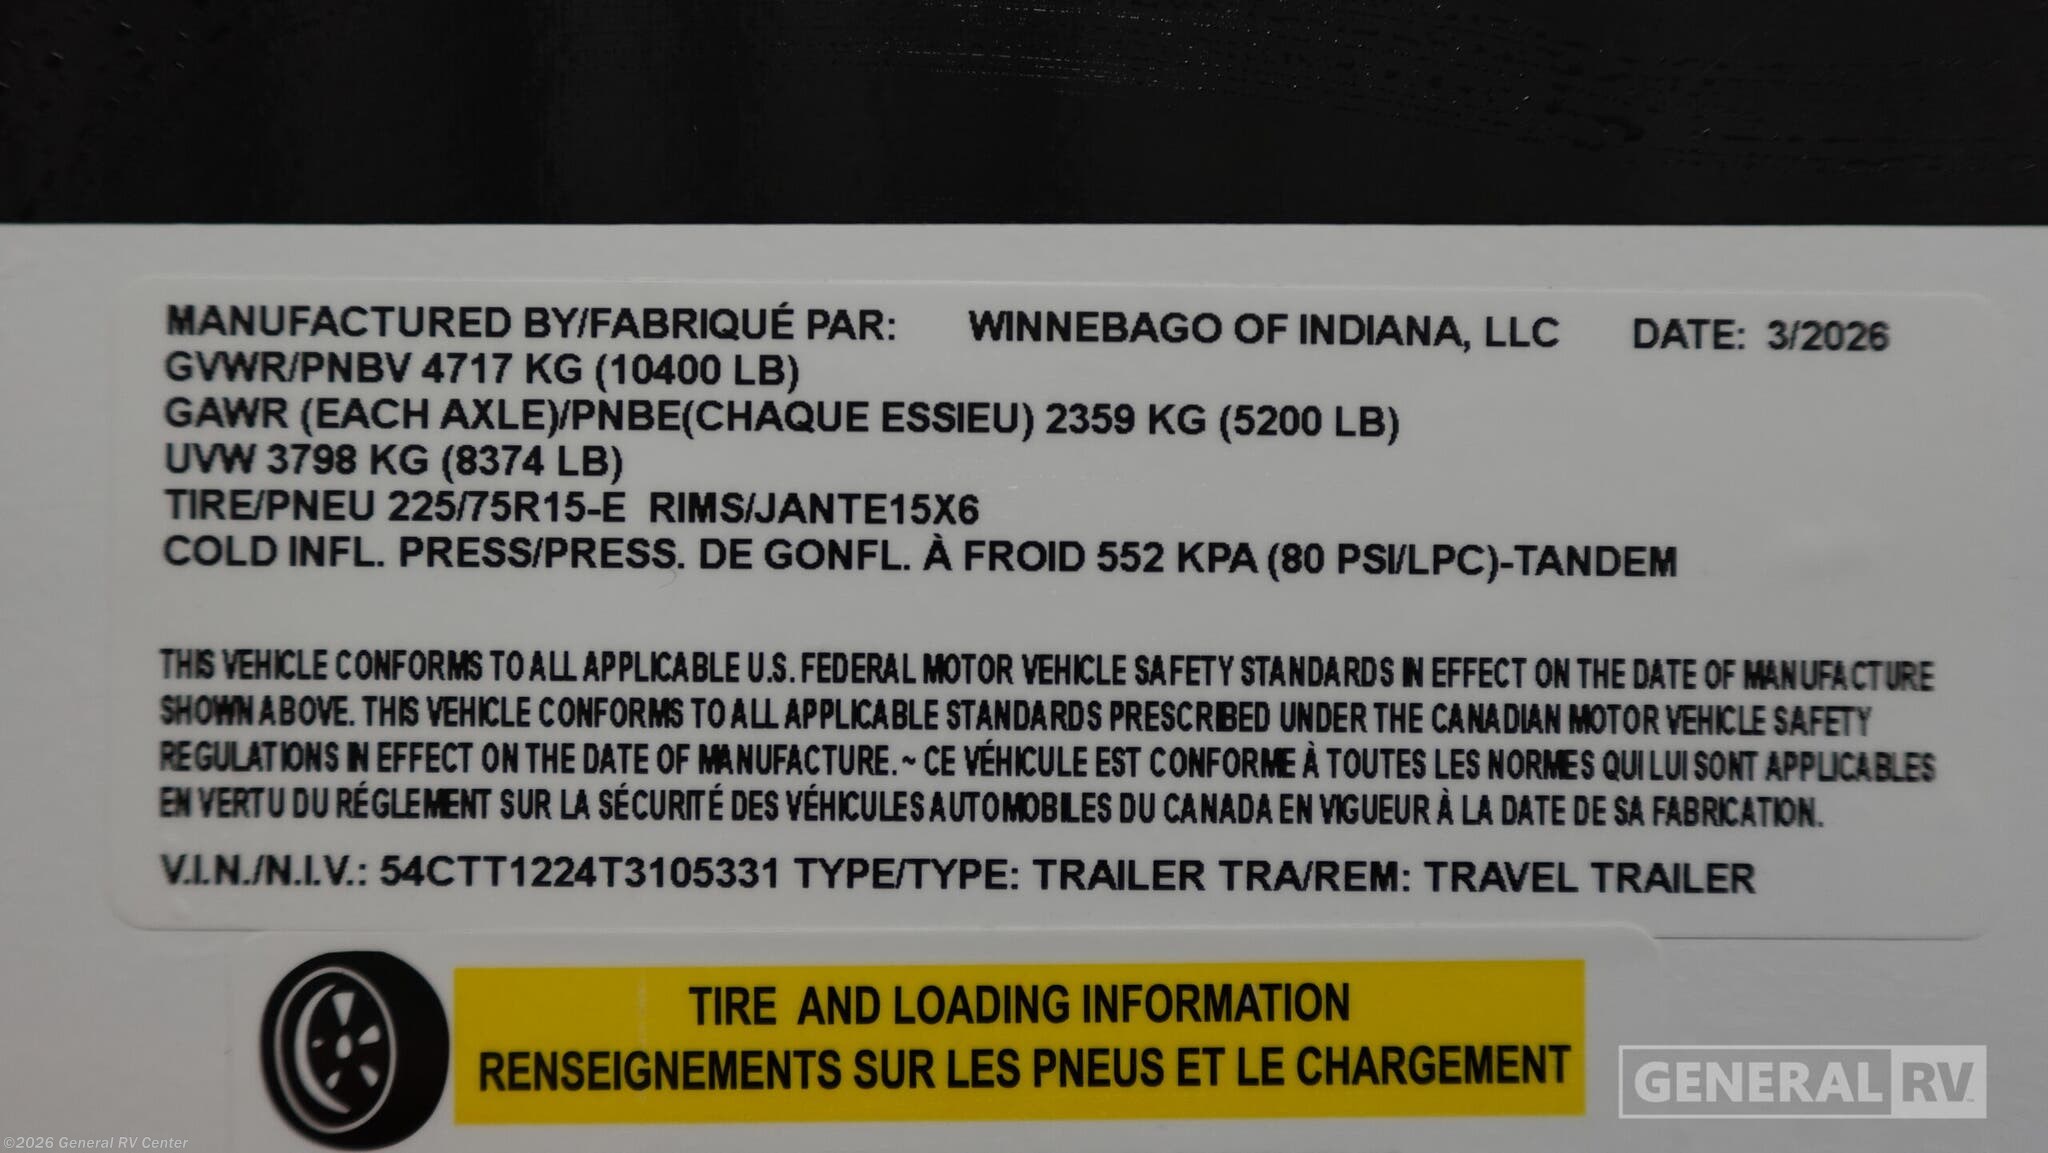 MANUFACTURED BY/FABRIQUÉ PAR: WINNEBAGO OF INDIANA, LLC DATE: 3/2026
GVWR/PNBV 4717 KG (10400 LB)
GAWR (EACH AXLE)/PNBE(CHAQUE ESSIEU) 2359 KG (5200 LB)
UVW 3798 KG (8374 LB)
TIRE/PNEU 225/75R15-E RIMS/JANTE15X6
COLD INFL. PRESS/PRESS. DE GONFL. À FROID 552 KPA (80 PSI/LPC)-TANDEM
THIS VEHICLE CONFORMS TO ALL APPLICABLE U.S. FEDERAL MOTOR VEHICLE SAFETY STANDARDS IN EFFECT ON THE DATE OF MANUFACTURE
SHOWN ABOVE. THIS VEHICLE CONFORMS TO ALL APPLICABLE STANDARDS PRESCRIBED UNDER THE CANADIAN MOTOR VEHICLE SAFETY
REGULATIONS IN EFFECT ON THE DATE OF MANUFACTURE. ~ CE VÉHICULE EST CONFORME À TOUTES LES NORMES QUI LUI SONT APPLICABLES
EN VERTU DU RÉGLEMENT SUR LA SÉCURITÉ DES VÉHICULES AUTOMOBILES DU CANADA EN VIGUEUR À LA DATE DE SA FABRICATION.
V.I.N./N.I.V.: 54CTT1224T3105331 TYPE/TYPE: TRAILER TRA/REM: TRAVEL TRAILER
TIRE AND LOADING INFORMATION
RENSEIGNEMENTS SUR LES PNEUS ET LE CHARGEMENT
GENERAL RV
©2026 General RV Center